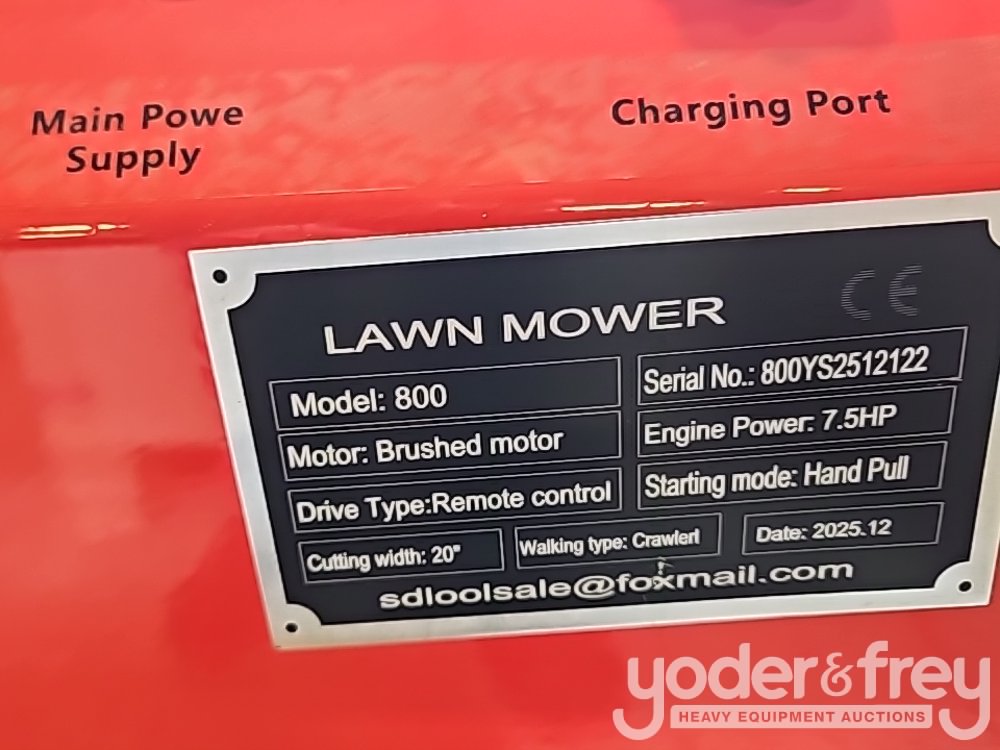 Main Powe
Supply
Charging Port
CE
LAWN MOWER
Model: 800
Serial No.: 800YS2512122
Motor: Brushed motor
Engine Power: 7.5HP
Drive Type:Remote control
Starting mode: Hand Pull
Cutting width: 20"
Walking type: Crawlerl
Date: 2025.12
sdloolsale@foxmail.com
yoder&frey
HEAVY EQUIPMENT AUCTIONS